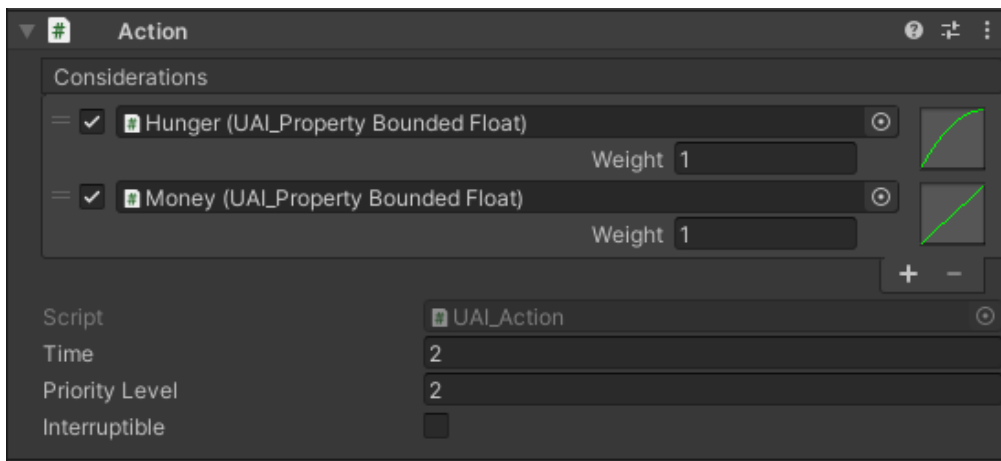 Action
Considerations
Hunger (UAI_Property Bounded Float)
Weight 1
Money (UAI_Property Bounded Float)
Weight 1
Script UAI_Action
Time 2
Priority Level 2
Interruptible